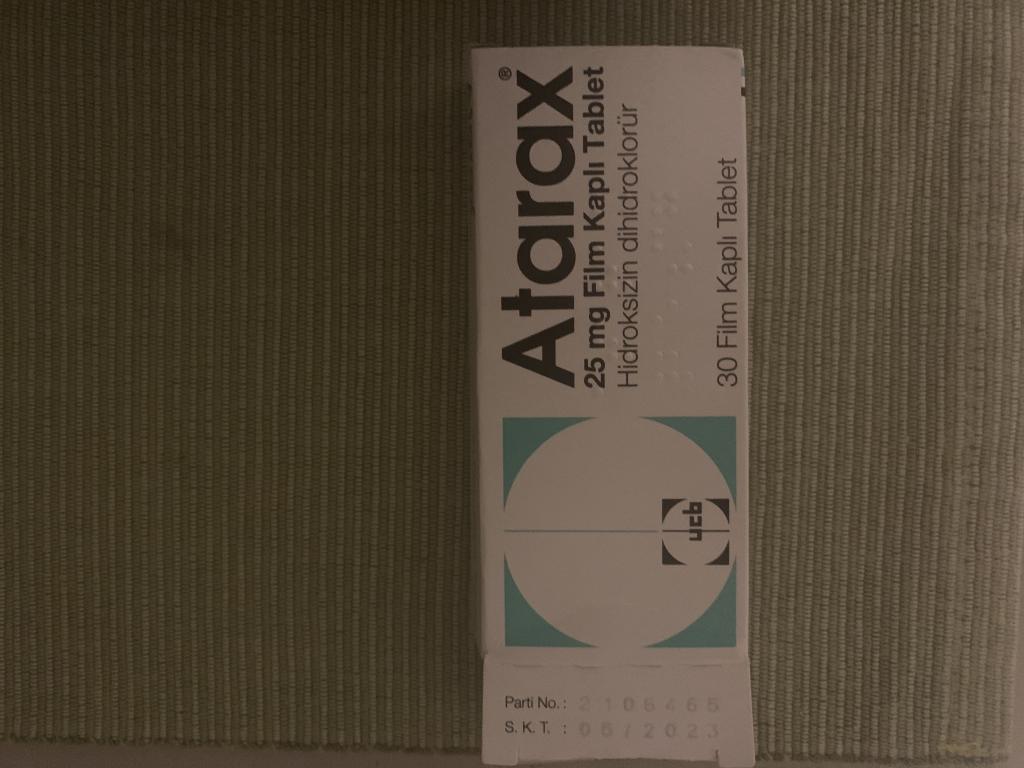 Atarax®
25 mg Film Kaplı Tablet
Hidroksizin dihidroklorür
30 Film Kaplı Tablet
ucb
Parti No.: 2106465
S. K. T. : 05/2023